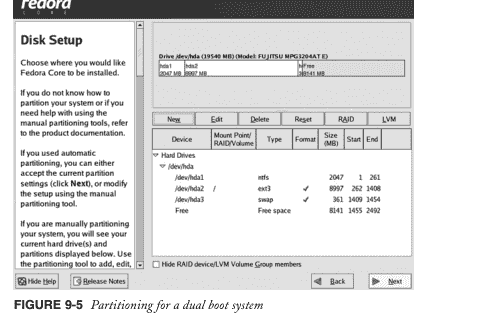 fedora
CORE
Disk Setup
Choose where you would like
Fedora Core to be installed.
If you do not know how to
partition your system or if you
need help with using the
manual partitioning tools, refer
to the product documentation.
If you used automatic
partitioning, you can either
accept the current partition
settings (click Next), or modify
the setup using the manual
partitioning tool.
If you are manually partitioning
your system, you will see your
current hard drive(s) and
partitions displayed below. Use
the partitioning tool to add, edit,
Hide Help
Release Notes
Drive /dev/hda (19540 MB) (Model: FUJITSU MPG3204AT E)
hda1 hda2 Free
2047 MB 8997 MB 8141 MB
New Edit Delete Reset RAID LVM
Device Mount Point/ RAID/Volume Type Format Size (MB) Start End
Hard Drives
/dev/hda
/dev/hda1 ntfs 2047 1 261
/dev/hda2 / ext3 ✓ 8997 262 1408
/dev/hda3 swap ✓ 361 1409 1454
Free Free space 8141 1455 2492
Hide RAID device/LVM Volume Group members
Back
Next
FIGURE 9-5 Partitioning for a dual boot system